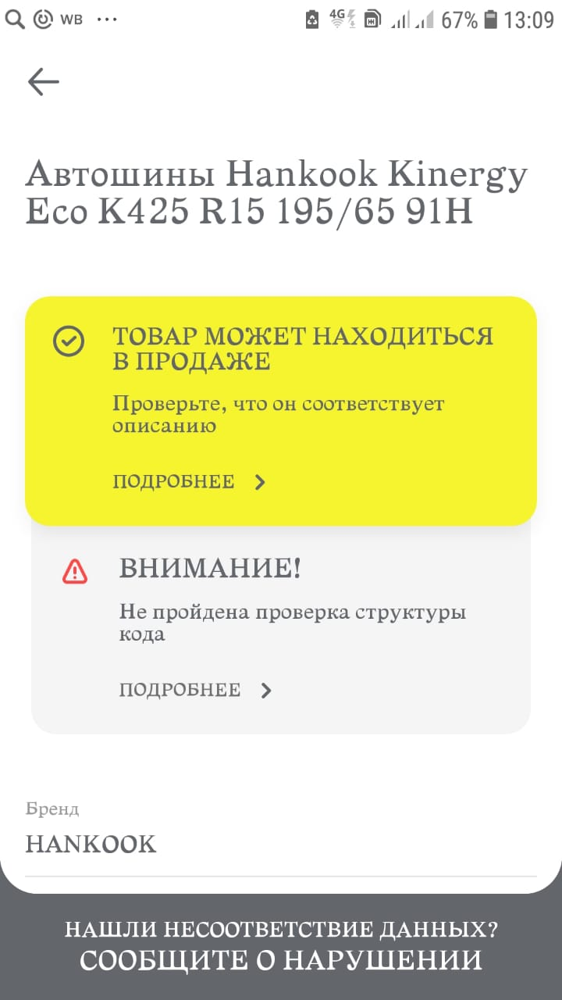 WB ...
4G 67% 13:09
Автошины Hankook Kinergy
Eco K425 R15 195/65 91H
ТОВАР МОЖЕТ НАХОДИТЬСЯ
В ПРОДАЖЕ
Проверьте, что он соответствует
описанию
ПОДРОБНЕЕ
ВНИМАНИЕ!
Не пройдена проверка структуры
кода
ПОДРОБНЕЕ
Бренд
HANKOOK
НАШЛИ НЕСООТВЕТСТВИЕ ДАННЫХ?
СООБЩИТЕ О НАРУШЕНИИ